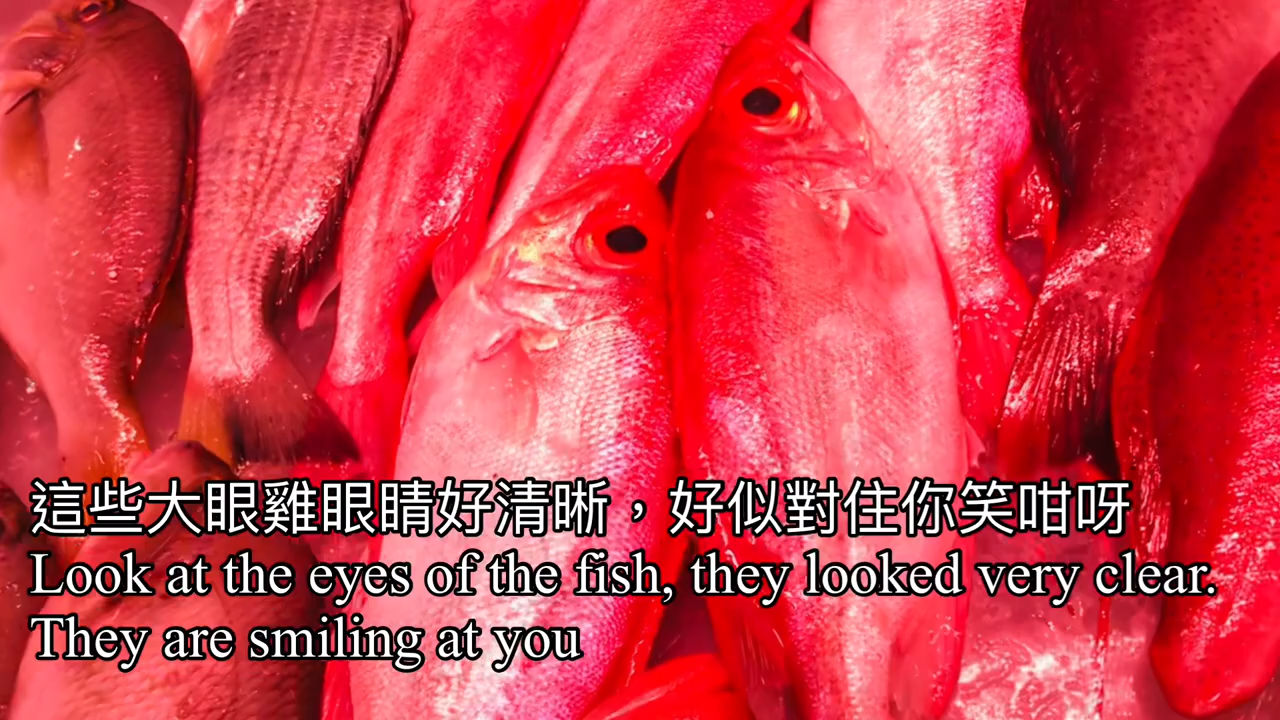 這些大眼雞眼睛好清晰，好似對住你笑咁呀
Look at the eyes of the fish, they looked very clear.
They are smiling at you